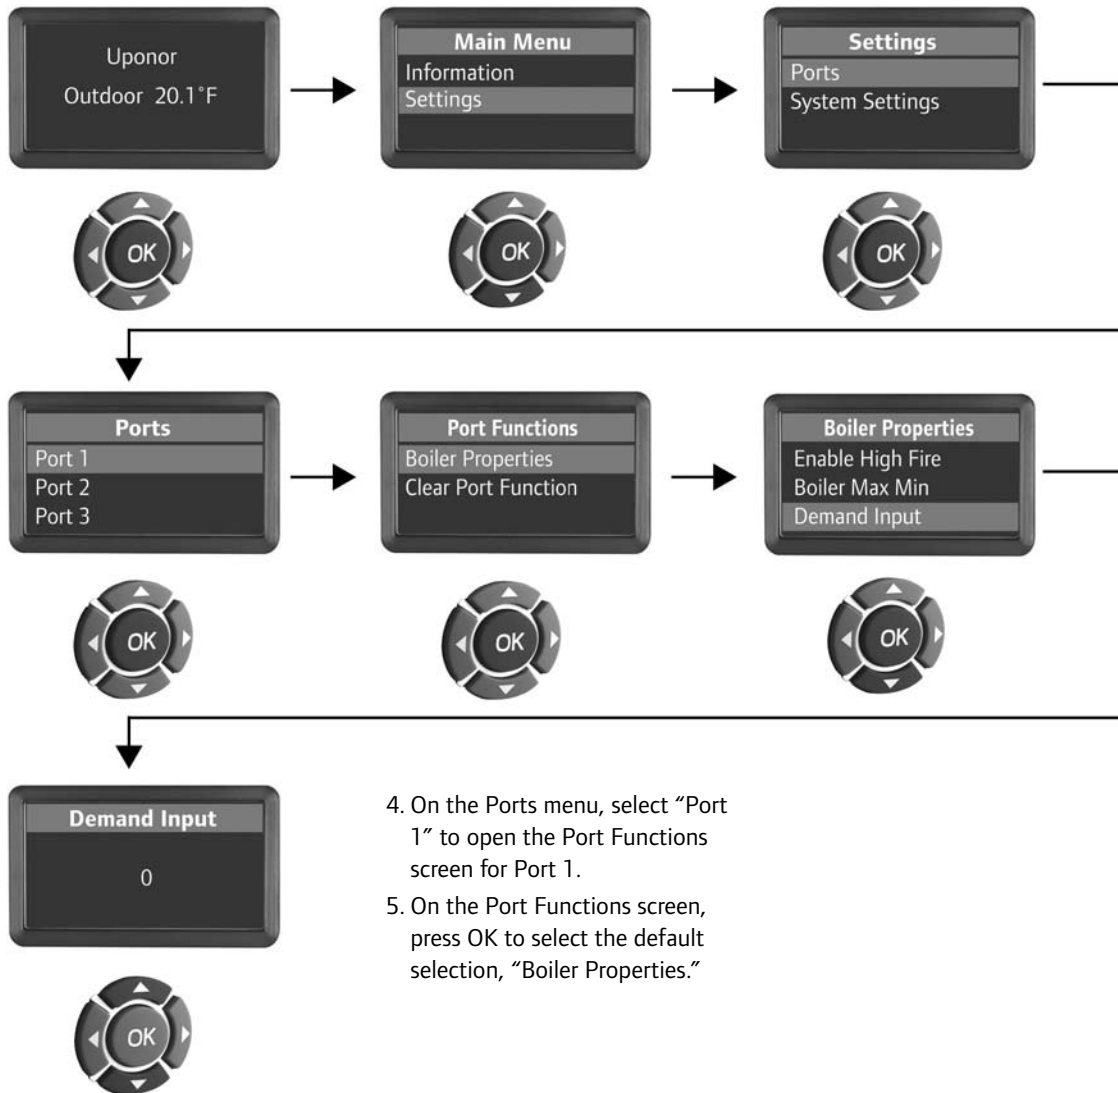 Uponor
Outdoor 20.1°F
Main Menu
Information
Settings
Settings
Ports
System Settings
OK
OK
OK
Ports
Port 1
Port 2
Port 3
Port Functions
Boiler Properties
Clear Port Function
Boiler Properties
Enable High Fire
Boiler Max Min
Demand Input
OK
OK
OK
Demand Input
0
OK
4. On the Ports menu, select “Port
1” to open the Port Functions
screen for Port 1.
5. On the Port Functions screen,
press OK to select the default
selection, “Boiler Properties.”